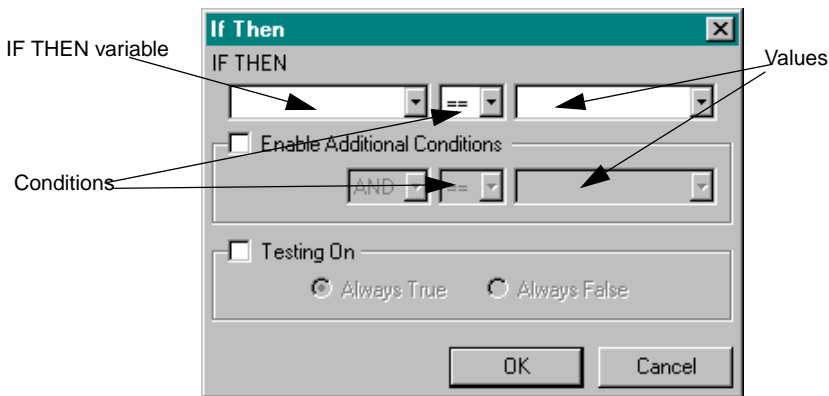 If Then
IF THEN variable
IF THEN
Values
==
Enable Additional Conditions
Conditions
AND ==
Testing On
Always True Always False
OK Cancel